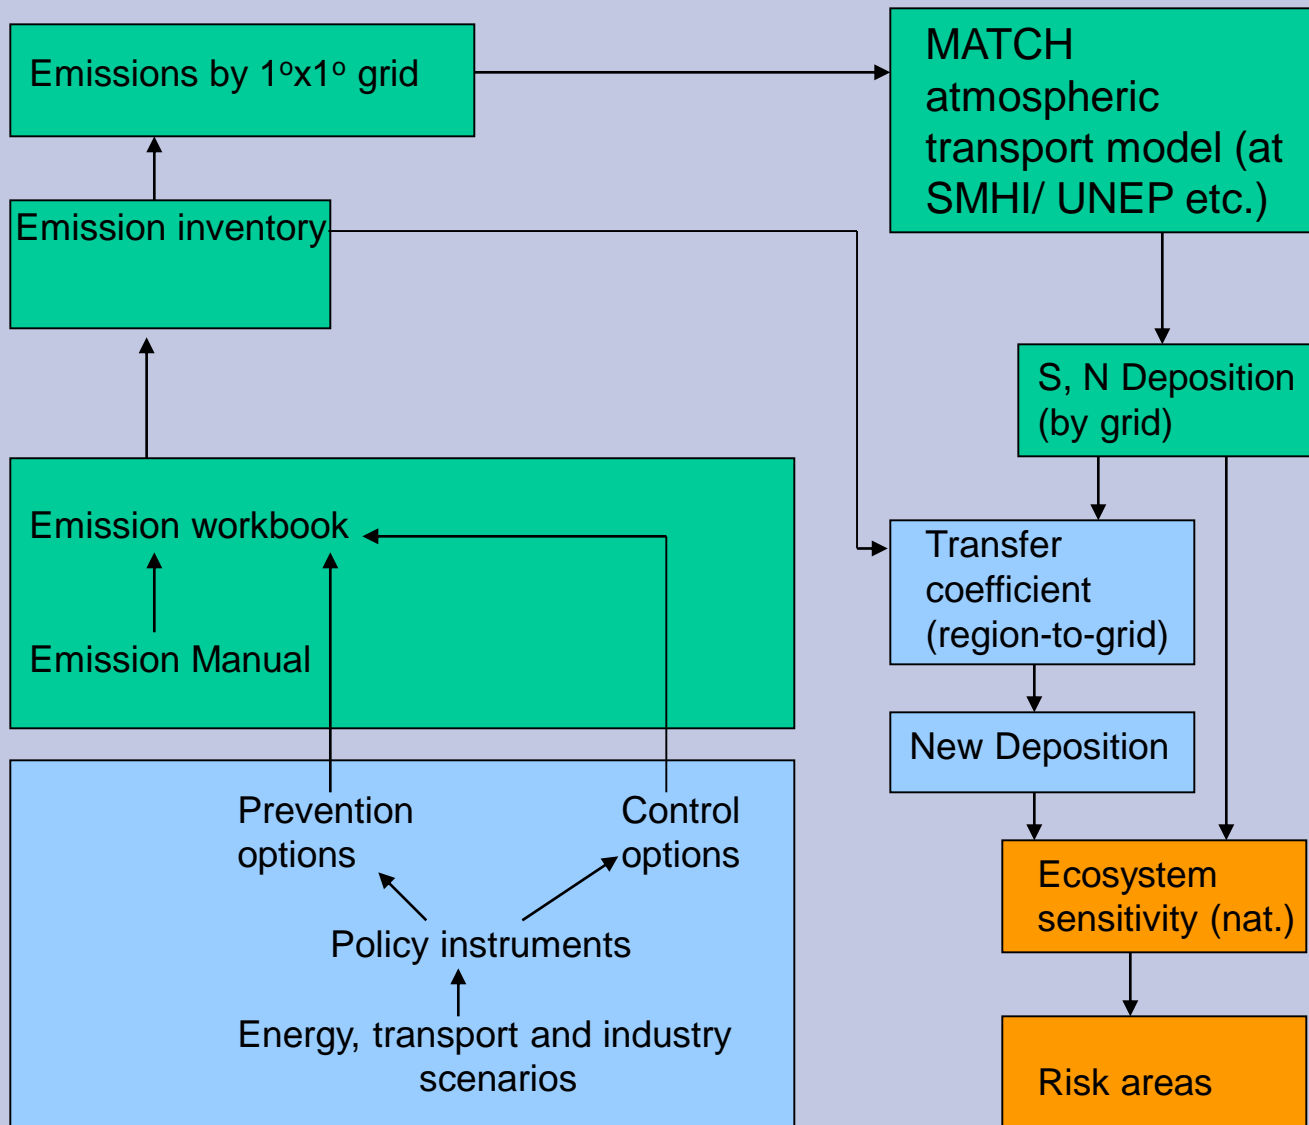 Emissions by 1ºx1º grid
MATCH
atmospheric
transport model (at
SMHI/ UNEP etc.)
Emission inventory
S, N Deposition
(by grid)
Emission workbook
Emission Manual
Transfer
coefficient
(region-to-grid)
New Deposition
Prevention
options
Control
options
Policy instruments
Energy, transport and industry
scenarios
Ecosystem
sensitivity (nat.)
Risk areas